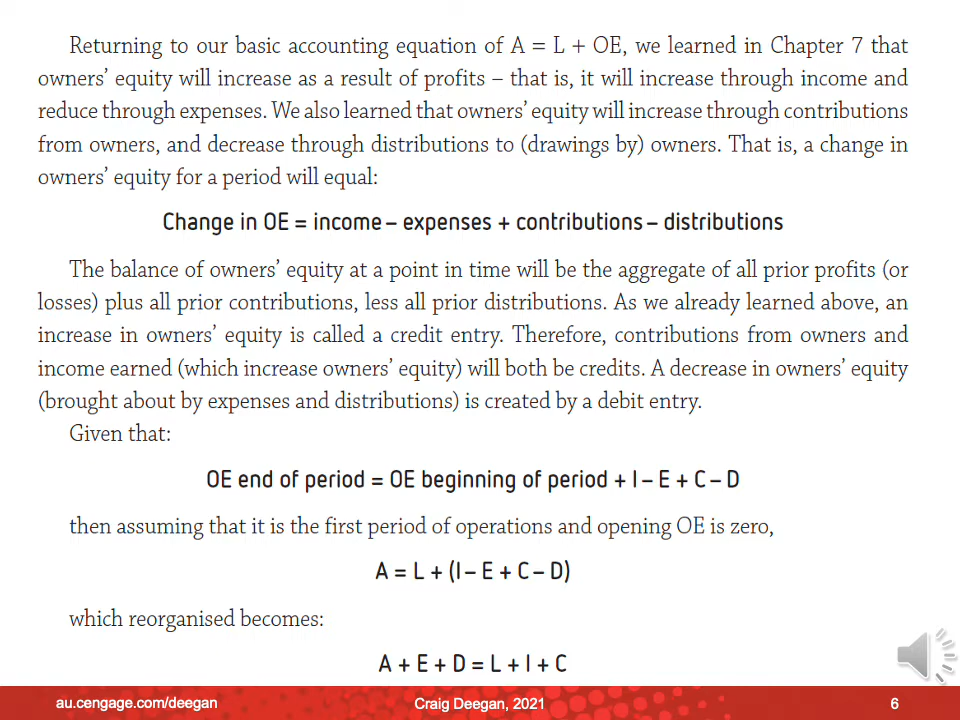 Returning to our basic accounting equation of A = L + OE, we learned in Chapter 7 that
owners’ equity will increase as a result of profits – that is, it will increase through income and
reduce through expenses. We also learned that owners’ equity will increase through contributions
from owners, and decrease through distributions to (drawings by) owners. That is, a change in
owners’ equity for a period will equal:
Change in OE = income – expenses + contributions – distributions
The balance of owners’ equity at a point in time will be the aggregate of all prior profits (or
losses) plus all prior contributions, less all prior distributions. As we already learned above, an
increase in owners’ equity is called a credit entry. Therefore, contributions from owners and
income earned (which increase owners’ equity) will both be credits. A decrease in owners’ equity
(brought about by expenses and distributions) is created by a debit entry.
Given that:
OE end of period = OE beginning of period + I – E + C – D
then assuming that it is the first period of operations and opening OE is zero,
A = L + (I – E + C – D)
which reorganised becomes:
A + E + D = L + I + C
au.cengage.com/deegan Craig Deegan, 2021 6